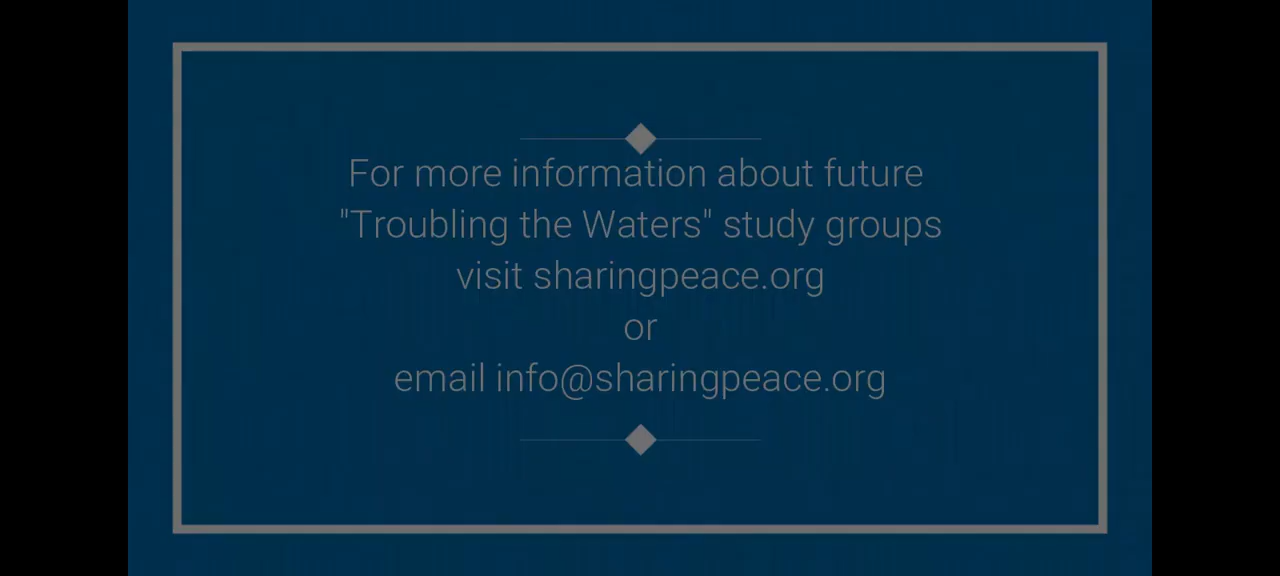 For more information about future
"Troubling the Waters" study groups
visit sharingpeace.org
or
email info@sharingpeace.org